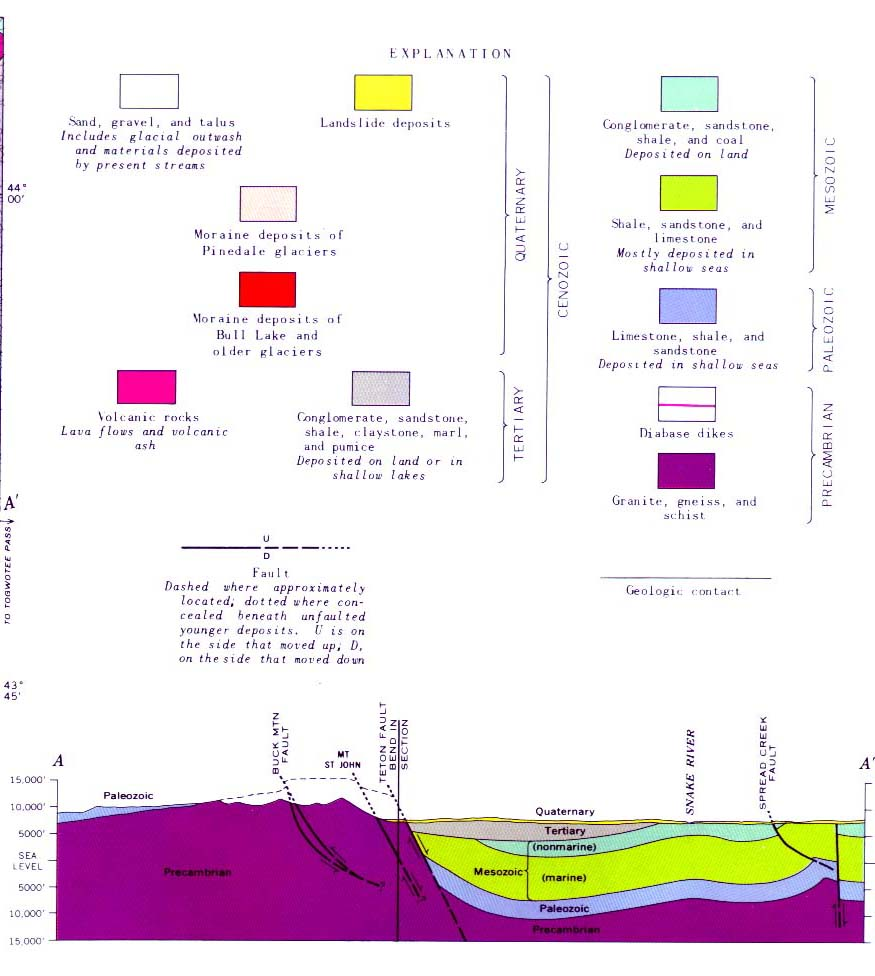 EXPLANATION
Sand, gravel, and talus
Includes glacial outwash
and materials deposited
by present streams
Landslide deposits
Moraine deposits of
Pinedale glaciers
Moraine deposits of
Bull Lake and
older glaciers
QUATERNARY
Volcanic rocks
Lava flows and volcanic
ash
Conglomerate, sandstone,
shale, claystone, marl,
and pumice
Deposited on land or in
shallow lakes
TERTIARY
CENOZOIC
Conglomerate, sandstone,
shale, and coal
Deposited on land
Shale, sandstone, and
limestone
Mostly deposited in
shallow seas
MESOZOIC
Limestone, shale, and
sandstone
Deposited in shallow seas
PALEOZOIC
Diabase dikes
Granite, gneiss, and
schist
PRECAMBRIAN
44°
00'
A'
TO TOGWOTEE PASS
43°
45'
U
D
Fault
Dashed where approximately
located; dotted where con-
cealed beneath unfaulted
younger deposits. U is on
the side that moved up; D,
on the side that moved down
Geologic contact
A
BUCK MTN
FAULT
MT
ST JOHN
TETON FAULT
BEND IN
SECTION
SNAKE RIVER
SPREAD CREEK
FAULT
A'
15,000'
10,000'
5000'
SEA
LEVEL
5000'
10,000'
15,000'
Paleozoic
Precambrian
Quaternary
Tertiary
(nonmarine)
Mesozoic
(marine)
Paleozoic
Precambrian